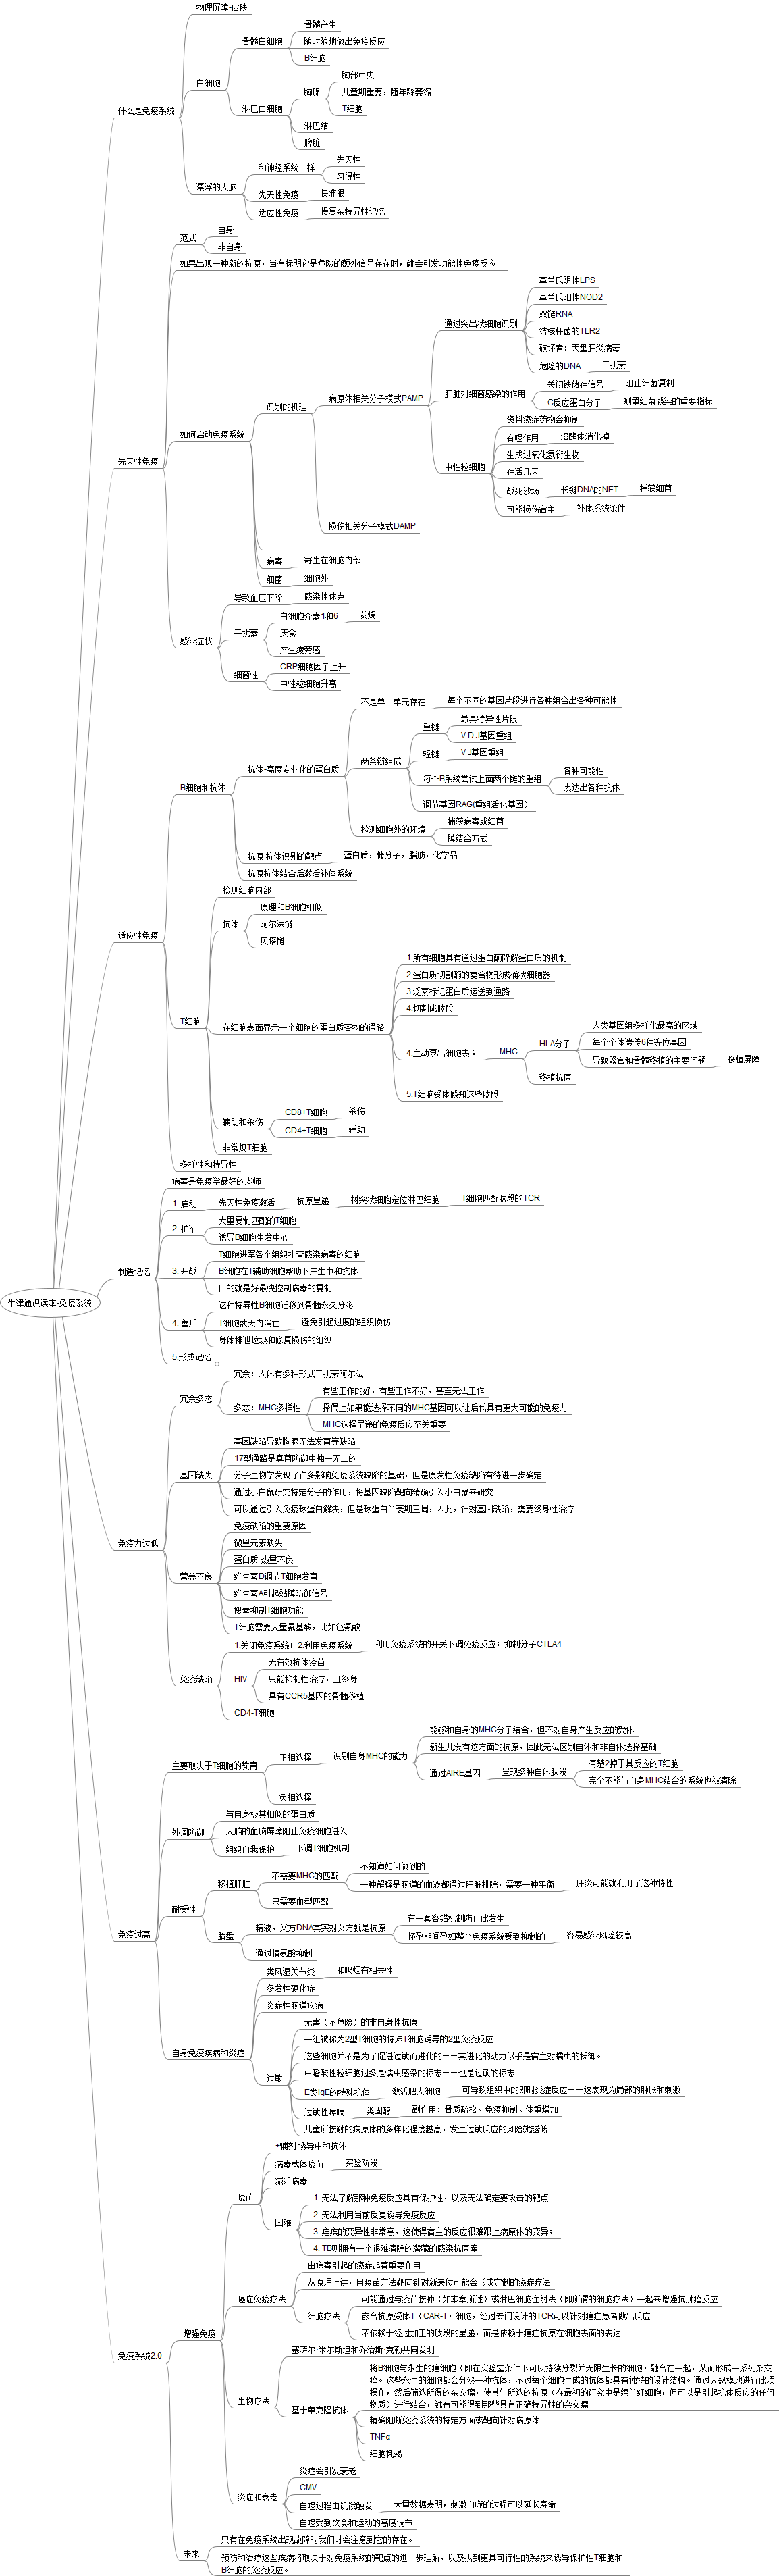 牛津通识读本-免疫系统
什么是免疫系统
物理屏障-皮肤
白细胞
骨髓白细胞
骨髓产生
随时随地做出免疫反应
B细胞
淋巴白细胞
胸腺
胸部中央
儿童期重要，随年龄萎缩
T细胞
淋巴结
脾脏
漂浮的大脑
和神经系统一样
先天性
习得性
先天性免疫
快准狠
适应性免疫
慢复杂特异性记忆
先天性免疫
范式
自身
非自身
如果出现一种新的抗原，当有标明它是危险的额外信号存在时，就会引发功能性免疫反应。
如何启动免疫系统
识别的机理
病原体相关分子模式PAMP
通过突出状细胞识别
革兰氏阴性LPS
革兰氏阳性NOD2
双链RNA
结核杆菌的TLR2
破坏者：丙型肝炎病毒
危险的DNA
干扰素
肝脏对细菌感染的作用
关闭铁储存信号
阻止细菌复制
C反应蛋白分子
测量细菌感染的重要指标
中性粒细胞
资料癌症药物会抑制
吞噬作用
溶酶体消化掉
生成过氧化氢衍生物
存活几天
战死沙场
长链DNA的NET
捕获细菌
可能损伤宿主
补体系统条件
损伤相关分子模式DAMP
病毒
寄生在细胞内部
细菌
细胞外
感染症状
导致血压下降
感染性休克
干扰素
白细胞介素1和6
发烧
厌食
产生疲劳感
细菌性
CRP细胞因子上升
中性粒细胞升高
适应性免疫
B细胞和抗体
抗体-高度专业化的蛋白质
不是单一单元存在
每个不同的基因片段进行各种组合出各种可能性
两条链组成
重链
最具特异性片段
V D J基因重组
轻链
V J基因重组
每个B系统尝试上面两个链的重组
各种可能性
表达出各种抗体
调节基因RAG(重组活化基因）
检测细胞外的环境
捕获病毒或细菌
膜结合方式
抗原 抗体识别的靶点
蛋白质，糖分子，脂肪，化学品
抗原抗体结合后激活补体系统
T细胞
检测细胞内部
抗体
原理和B细胞相似
阿尔法链
贝塔链
在细胞表面显示一个细胞的蛋白质容物的通路
1.所有细胞具有通过蛋白酶降解蛋白质的机制
2.蛋白质切割酶的复合物形成桶状细胞器
3.泛素标记蛋白质运送到通路
4.切割成肽段
4.主动泵出细胞表面
MHC
HLA分子
人类基因组多样化最高的区域
每个个体遗传6种等位基因
导致器官和骨髓移植的主要问题
移植屏障
移植抗原
5.T细胞受体感知这些肽段
辅助和杀伤
CD8+T细胞
杀伤
CD4+T细胞
辅助
非常规T细胞
多样性和特异性
制造记忆
病毒是免疫学最好的老师
1. 启动
先天性免疫激活
抗原呈递
树突状细胞定位淋巴细胞
T细胞匹配肽段的TCR
2. 扩军
大量复制匹配的T细胞
诱导B细胞生发中心
3. 开战
T细胞进军各个组织排查感染病毒的细胞
B细胞在T辅助细胞帮助下产生中和抗体
目的就是好最快控制病毒的复制
4. 善后
这种特异性B细胞迁移到骨髓永久分泌
T细胞数天内消亡
避免引起过度的组织损伤
身体排泄垃圾和修复损伤的组织
5.形成记忆
免疫力过低
冗余多态
冗余：人体有多种形式干扰素阿尔法
多态：MHC多样性
有些工作的好，有些工作不好，甚至无法工作
择偶上如果能选择不同的MHC基因可以让后代具有更大可能的免疫力
MHC选择呈递的免疫反应至关重要
基因缺失
基因缺陷导致胸腺无法发育等缺陷
17型通路是真菌防御中独一无二的
分子生物学发现了许多影响免疫系统缺陷的基础，但是原发性免疫缺陷有待进一步确定
通过小白鼠研究特定分子的作用，将基因缺陷靶向精确引入小白鼠来研究
可以通过引入免疫球蛋白解决，但是球蛋白半衰期三周，因此，针对基因缺陷，需要终身性治疗
营养不良
免疫缺陷的重要原因
微量元素缺失
蛋白质-热量不良
维生素D调节T细胞发育
维生素A引起黏膜防御信号
瘦素抑制T细胞功能
T细胞需要大量氨基酸，比如色氨酸
免疫缺陷
1.关闭免疫系统；2.利用免疫系统
利用免疫系统的开关下调免疫反应；抑制分子CTLA4
HIV
无有效抗体疫苗
只能抑制性治疗，且终身
具有CCR5基因的骨髓移植
CD4-T细胞
免疫过高
主要取决于T细胞的教育
正相选择
识别自身MHC的能力
能够和自身的MHC分子结合，但不对自身产生反应的受体
新生儿没有这方面的抗原，因此无法区别自体和非自体选择基础
通过AIRE基因
呈现多种自体肽段
清楚2掉于其反应的T细胞
完全不能与自身MHC结合的系统也被清除
负相选择
外周防御
与自身极其相似的蛋白质
大脑的血脑屏障阻止免疫细胞进入
组织自我保护
下调T细胞机制
耐受性
移植肝脏
不需要MHC的匹配
不知道如何做到的
一种解释是肠道的血液都通过肝脏排除，需要一种平衡
肝炎可能就利用了这种特性
只需要血型匹配
胎盘
精液，父方DNA其实对女方就是抗原
有一套容错机制防止此发生
怀孕期间孕妇整个免疫系统受到抑制的
容易感染风险较高
通过精氨酸抑制
自身免疫疾病和炎症
类风湿关节炎
和吸烟有相关性
多发性硬化症
炎症性肠道疾病
过敏
无害（不危险）的非自身性抗原
一组被称为2型T细胞的特殊T细胞诱导的2型免疫反应
这些细胞并不是为了促进过敏而进化的——其进化的动力似乎是宿主对蠕虫的抵御。
中嗜酸性粒细胞过多是蠕虫感染的标志——也是过敏的标志
E类IgE的特殊抗体
激活肥大细胞
可导致组织中的即时炎症反应——这表现为局部的肿胀和刺激
过敏性哮喘
类固醇
副作用：骨质疏松、免疫抑制、体重增加
儿童所接触的病原体的多样化程度越高，发生过敏反应的风险就越低
免疫系统2.0
增强免疫
疫苗
+辅剂 诱导中和抗体
病毒载体疫苗
实验阶段
减活病毒
困难
1. 无法了解那种免疫反应具有保护性，以及无法确定要攻击的靶点
2. 无法利用当前反复诱导免疫反应
3. 疟疾的变异性非常高，这使得宿主的反应很难跟上病原体的变异；
4. TB则拥有一个很难清除的潜藏的感染抗原库
癌症免疫疗法
由病毒引起的癌症起着重要作用
从原理上讲，用疫苗方法靶向针对新表位可能会形成定制的癌症疗法
细胞疗法
可能通过与疫苗接种（如本章所述）或淋巴细胞注射法（即所谓的细胞疗法）一起来增强抗肿瘤反应
嵌合抗原受体T（CAR-T）细胞，经过专门设计的TCR可以针对癌症患者做出反应
不依赖于经过加工的肽段的呈递，而是依赖于癌症抗原在细胞表面的表达
生物疗法
塞萨尔·米尔斯坦和乔治斯·克勒共同发明
基于单克隆抗体
将B细胞与永生的癌细胞（即在实验室条件下可以持续分裂并无限生长的细胞）融合在一起，从而形成一系列杂交
瘤。这些永生的细胞都会分泌一种抗体，不过每个细胞生成的抗体都具有独特的设计结构。通过大规模地进行此项
操作，然后筛选所得的杂交瘤，使其与所选的抗原（在最初的研究中是绵羊红细胞，但可以是引起抗体反应的任何
物质）进行结合，就有可能得到那些具有正确特异性的杂交瘤
精确阻断免疫系统的特定方面或靶向针对病原体
TNFα
细胞耗竭
炎症和衰老
炎症会引发衰老
CMV
自噬过程由饥饿触发
大量数据表明，刺激自噬的过程可以延长寿命
自噬受到饮食和运动的高度调节
未来
只有在免疫系统出现故障时我们才会注意到它的存在。
预防和治疗这些疾病将取决于对免疫系统的靶点的进一步理解，以及找到更具可行性的系统来诱导保护性T细胞和
B细胞的免疫反应。